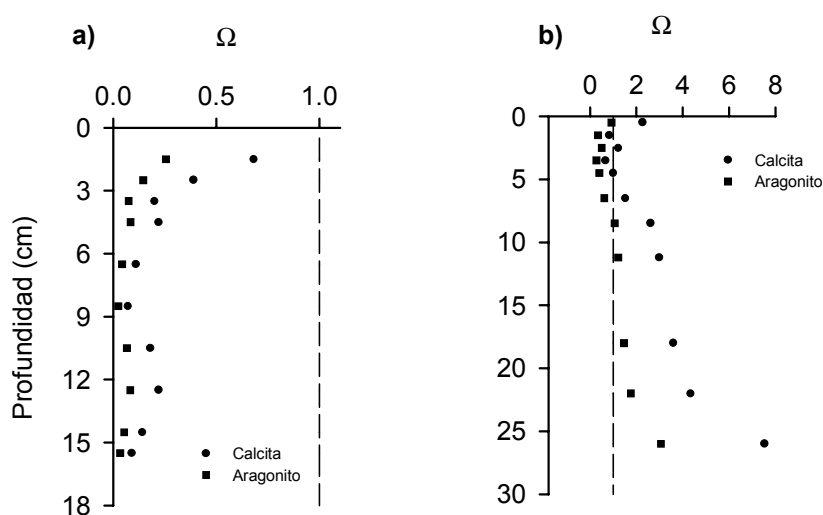 a)
Ω
0.0 0.5 1.0
0
3
6
9
12
15
18
Profundidad (cm)
Calcita
Aragonito
b)
Ω
0 2 4 6 8
0
5
10
15
20
25
30
Calcita
Aragonito